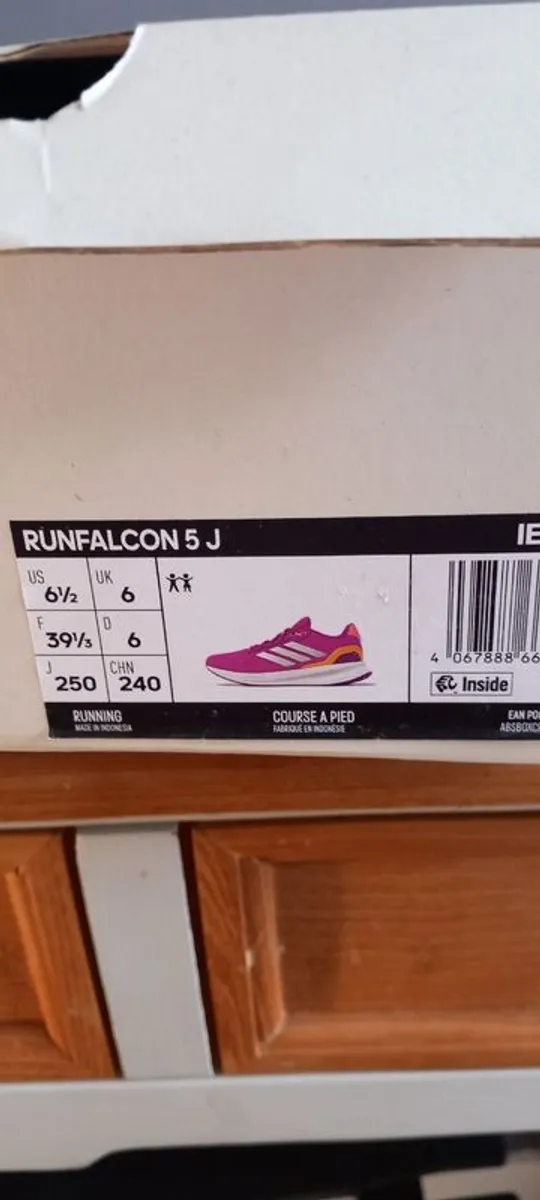 RUNFALCON 5 J IE
US 6½ UK 6
F 39⅓ D 6
J 250 CHN 240
4 067888 66
Inside
RUNNING COURSE A PIED EAN
MADE IN INDONESIA FABRIQUÉ EN INDONESIE